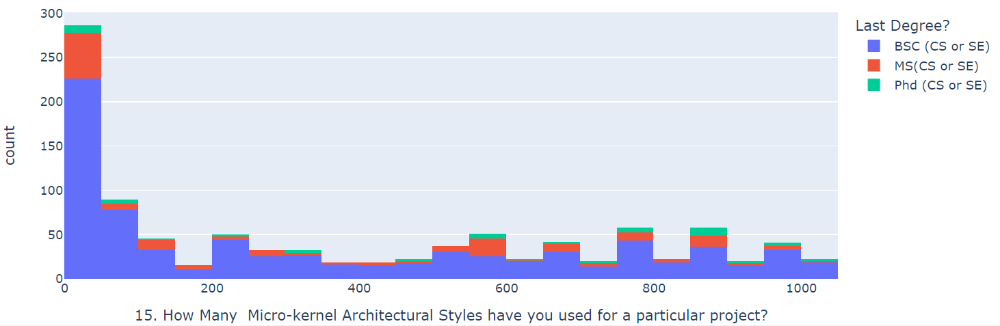 300
250
200
150
100
50
0
count
0 200 400 600 800 1000
15. How Many  Micro-kernel Architectural Styles have you used for a particular project?
Last Degree?
BSC (CS or SE)
MS(CS or SE)
Phd (CS or SE)